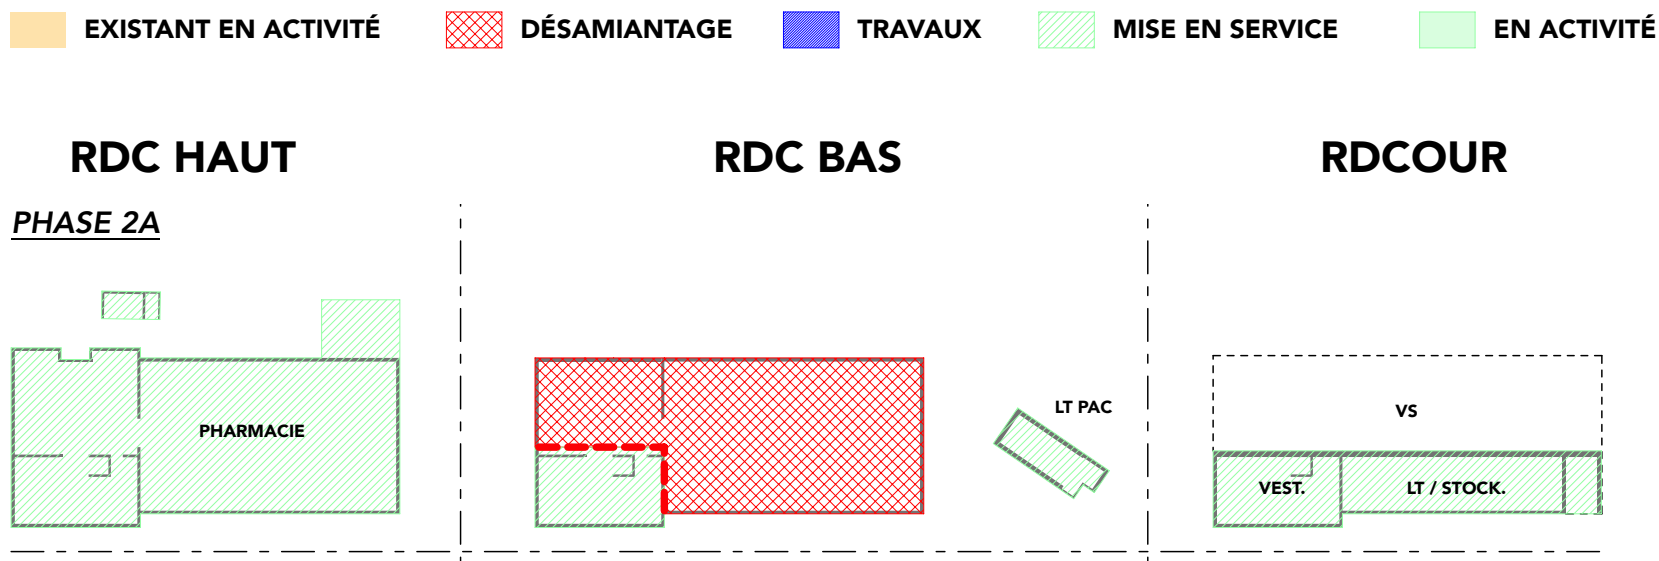 EXISTANT EN ACTIVITÉ DÉSAMIANTAGE TRAVAUX MISE EN SERVICE EN ACTIVITÉ
RDC HAUT RDC BAS RDCOUR
PHASE 2A
PHARMACIE
LT PAC
VS
VEST. LT / STOCK.